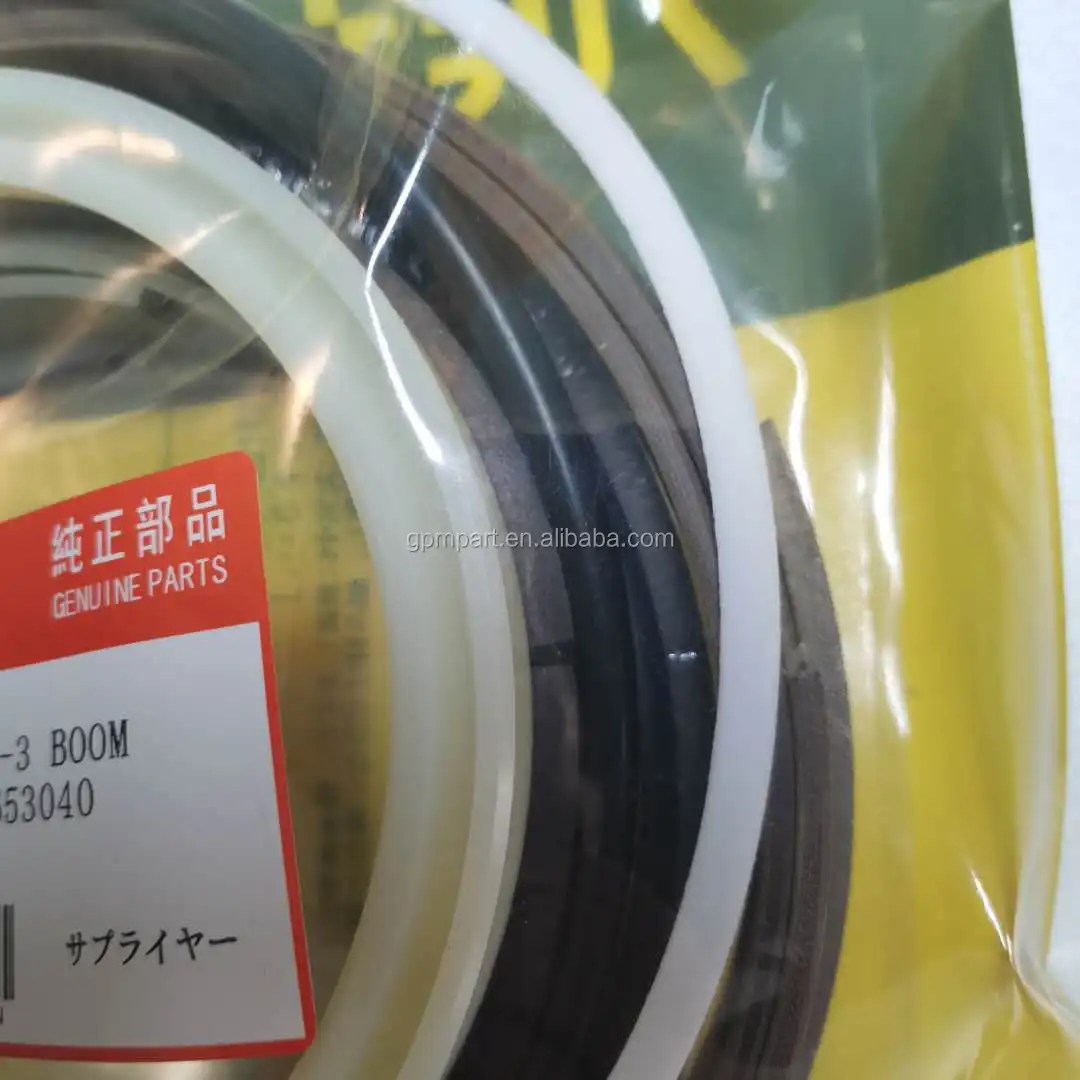 純正部品
GENUINE PARTS
gpmpart.en.alibaba.com
-3 BOOM
53040
サプライヤー